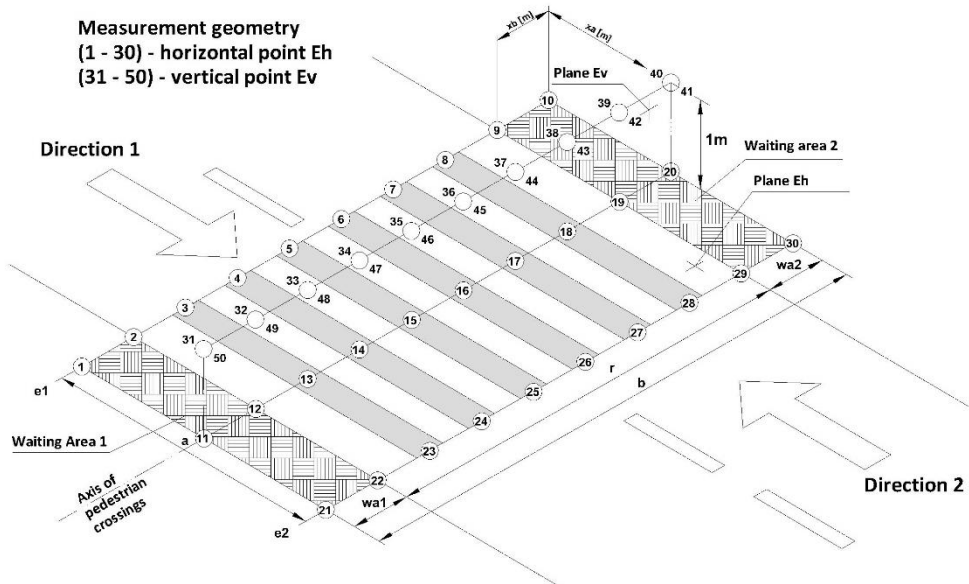 Measurement geometry
(1 - 30) - horizontal point Eh
(31 - 50) - vertical point Ev
xb [m]
xa [m]
Plane Ev
40
41
39
42
10
9
38
43
1m
Direction 1
Waiting area 2
8
37
44
20
Plane Eh
7
36
45
19
6
35
46
18
30
5
34
47
17
29
wa2
4
33
48
16
28
3
32
49
15
27
2
31
50
14
26
r
1
13
25
b
e1
12
24
Waiting Area 1
a
11
23
Axis of
pedestrian
crossings
22
wa1
21
e2
Direction 2